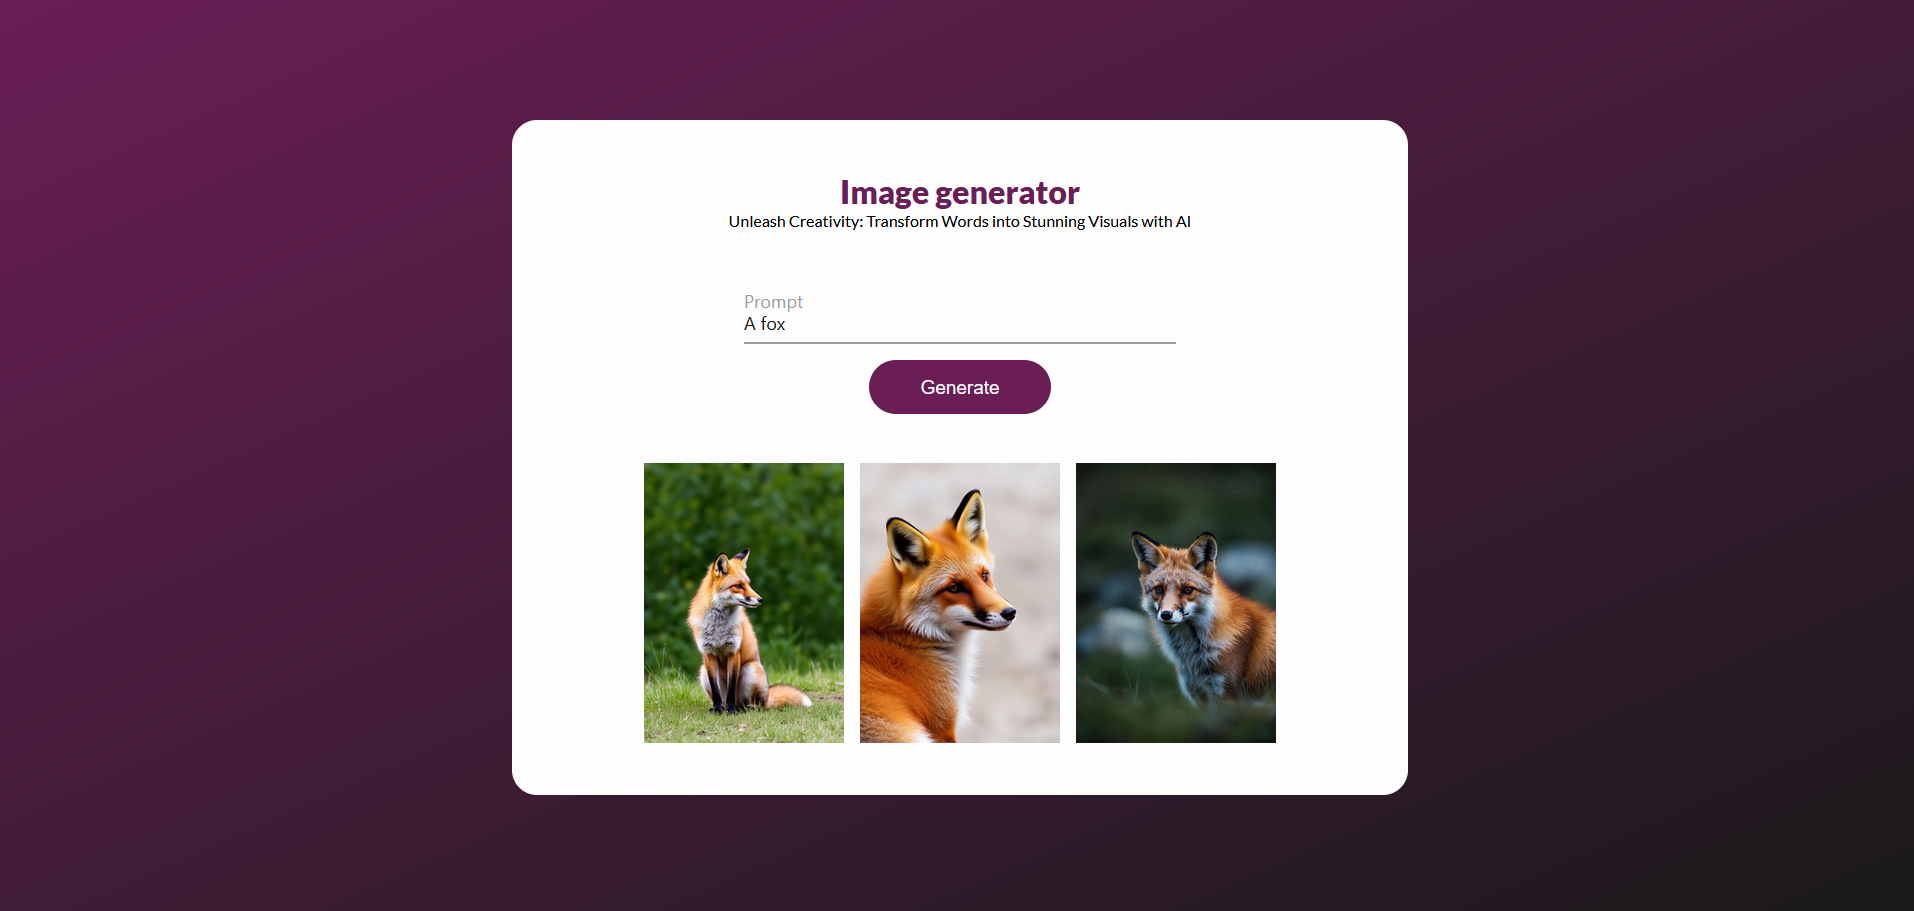 Image generator
Unleash Creativity: Transform Words into Stunning Visuals with AI
Prompt
A fox
Generate